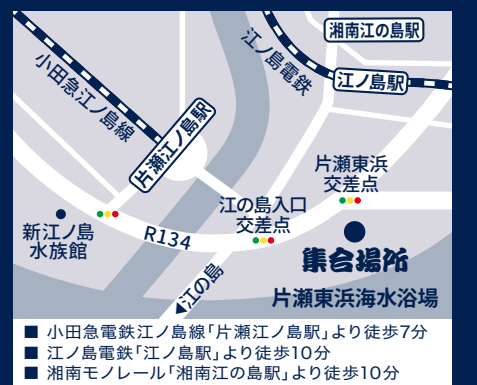 湘南江の島駅
江ノ島電鉄
江ノ島駅
小田急江ノ島線
片瀬江ノ島駅
片瀬東浜
交差点
江の島入口
交差点
新江ノ島
水族館
R134
集合場所
◀江の島
片瀬東浜海水浴場
■ 小田急電鉄江ノ島線「片瀬江ノ島駅」より徒歩7分
■ 江ノ島電鉄「江ノ島駅」より徒歩10分
■ 湘南モノレール「湘南江の島駅」より徒歩10分